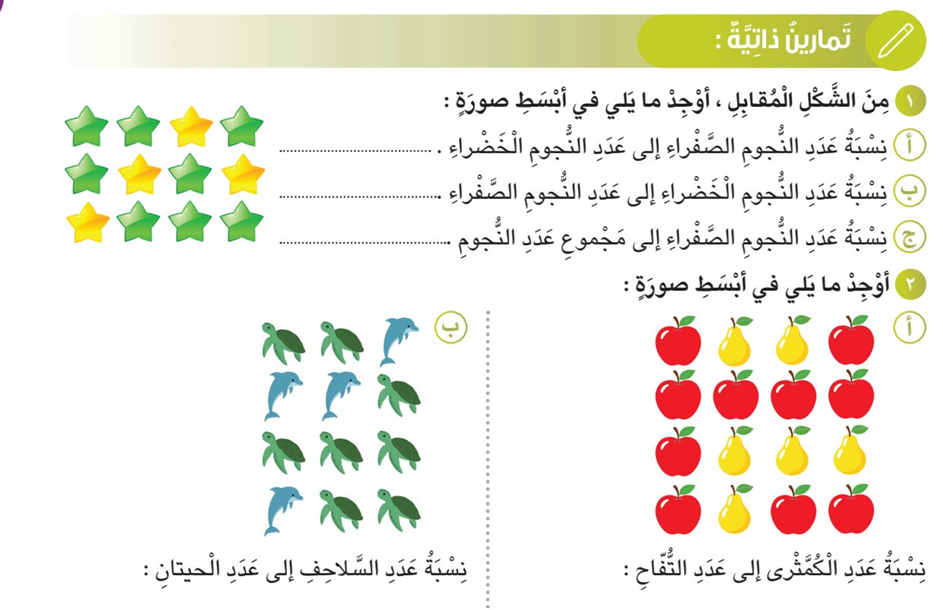 تَمارينُ ذاتِيَّةٌ :
١ مِنَ الشَّكْلِ الْمُقابِلِ ، أوْجِدْ ما يَلي في أبْسَطِ صورَةٍ :
أ نِسْبَةُ عَدَدِ النُّجومِ الصَّفْراءِ إلى عَدَدِ النُّجومِ الْخَضْراءِ . ..............................
ب نِسْبَةُ عَدَدِ النُّجومِ الْخَضْراءِ إلى عَدَدِ النُّجومِ الصَّفْراءِ ...............................
ج نِسْبَةُ عَدَدِ النُّجومِ الصَّفْراءِ إلى مَجْموعِ عَدَدِ النُّجومِ ...............................
٢ أوْجِدْ ما يَلي في أبْسَطِ صورَةٍ :
أ
نِسْبَةُ عَدَدِ الْكُمَّثْرى إلى عَدَدِ التُّفّاحِ :
ب
نِسْبَةُ عَدَدِ السَّلاحِفِ إلى عَدَدِ الْحيتانِ :